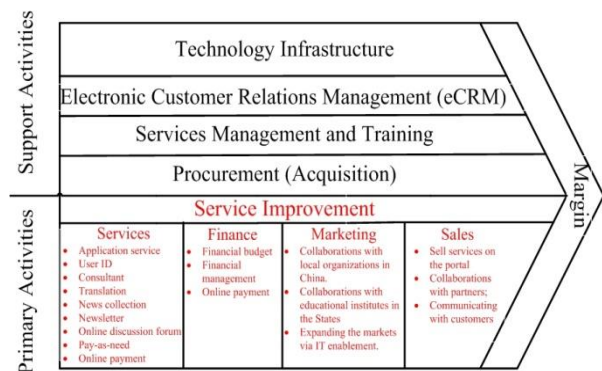 Support Activities
Technology Infrastructure
Electronic Customer Relations Management (eCRM)
Services Management and Training
Procurement (Acquisition)
Margin
Primary Activities
Service Improvement
Services
• Application service
• User ID
• Consultant
• Translation
• News collection
• Newsletter
• Online discussion forum
• Pay-as-need
• Online payment
Finance
• Financial budget
• Financial
management
• Online payment
Marketing
• Collaborations with
local organizations in
China.
• Collaborations with
educational institutes in
the States
• Expanding the markets
via IT enablement.
Sales
• Sell services on
the portal
• Collaborations
with partners;
• Communicating
with customers